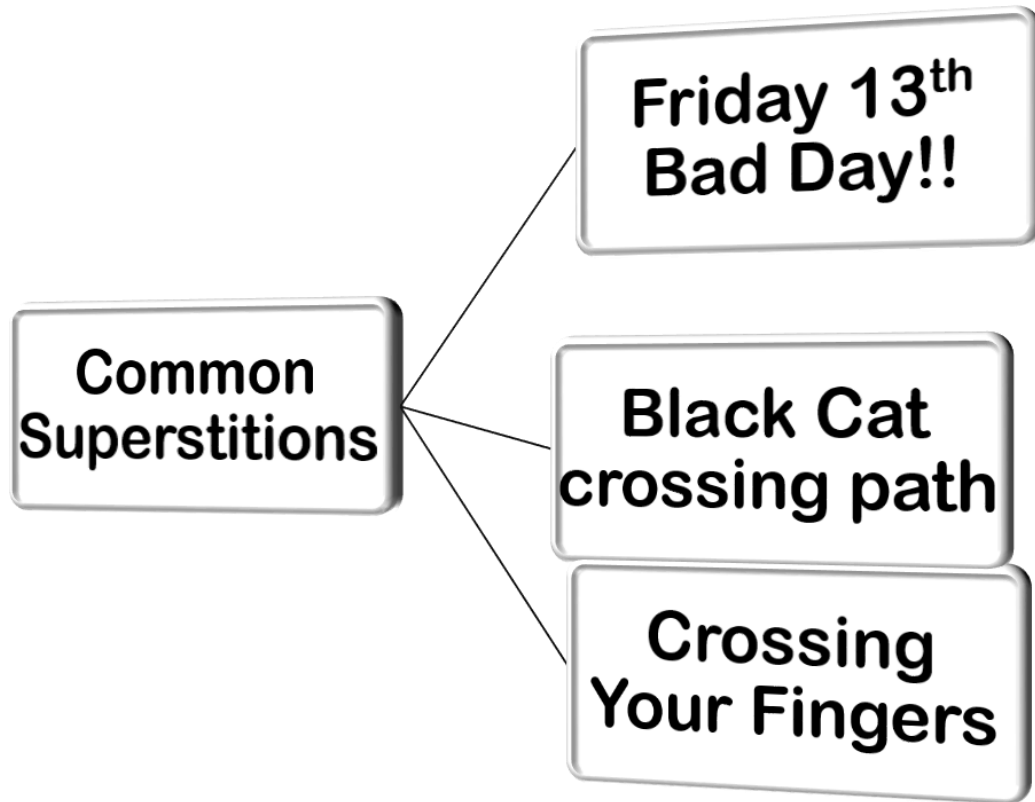 Common
Superstitions
Friday 13th
Bad Day!!
Black Cat
crossing path
Crossing
Your Fingers